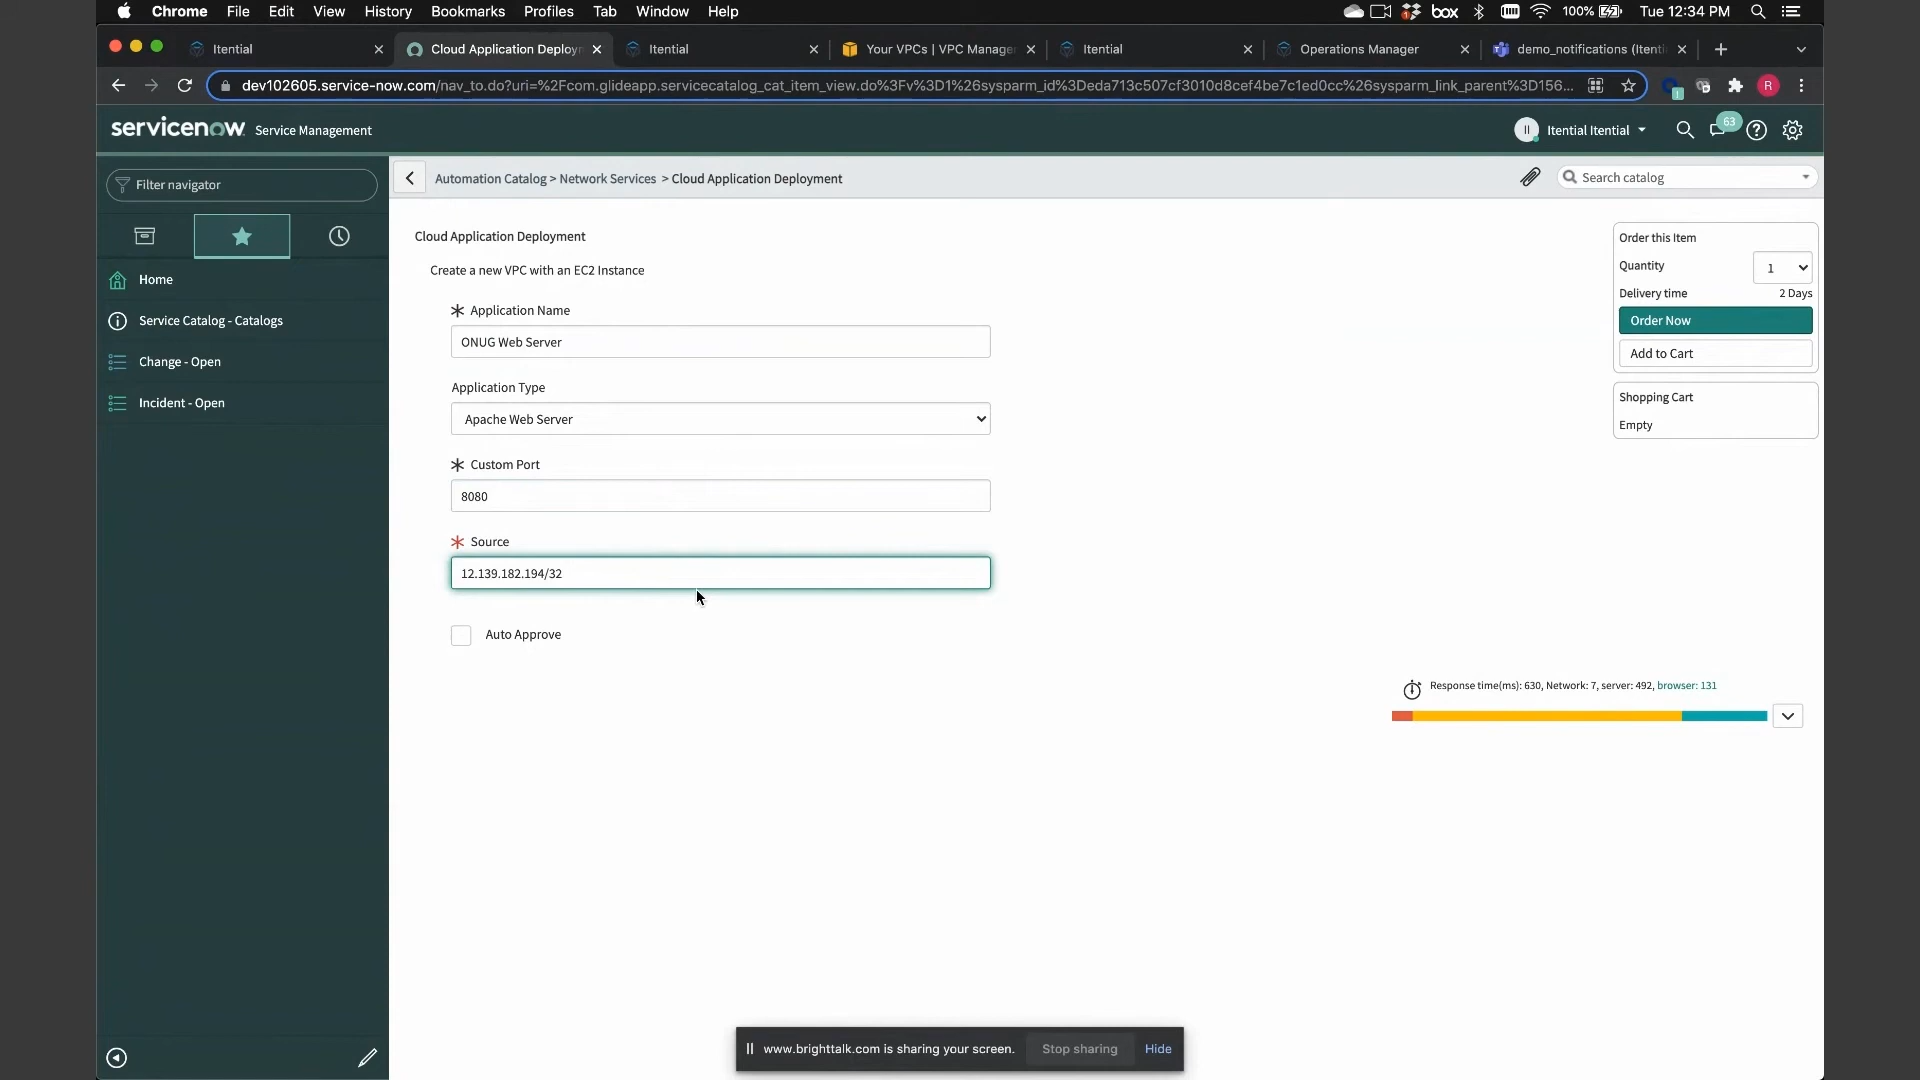 Chrome File Edit View History Bookmarks Profiles Tab Window Help box 100% Tue 12:34 PM
Itential Cloud Application Deploy Itential Your VPCs | VPC Manage Itential Operations Manager demo_notifications (Itenti
dev102605.service-now.com/nav_to.do?uri=%2Fcom.glideapp.servicecatalog_cat_item_view.do%3Fv%3D1%26sysparm_id%3Deda713c507cf3010d8cef4be7c1ed0cc%26sysparm_link_parent%3D156...
servicenow Service Management
II Itential Itential 63
Filter navigator
Automation Catalog > Network Services > Cloud Application Deployment
Search catalog
Home
Service Catalog - Catalogs
Change - Open
Incident - Open
Cloud Application Deployment
Create a new VPC with an EC2 Instance
Application Name
ONUG Web Server
Application Type
Apache Web Server
Custom Port
8080
Source
12.139.182.194/32
Auto Approve
Order this Item
Quantity 1
Delivery time 2 Days
Order Now
Add to Cart
Shopping Cart
Empty
Response time(ms): 630, Network: 7, server: 492, browser: 131
www.brighttalk.com is sharing your screen. Stop sharing Hide